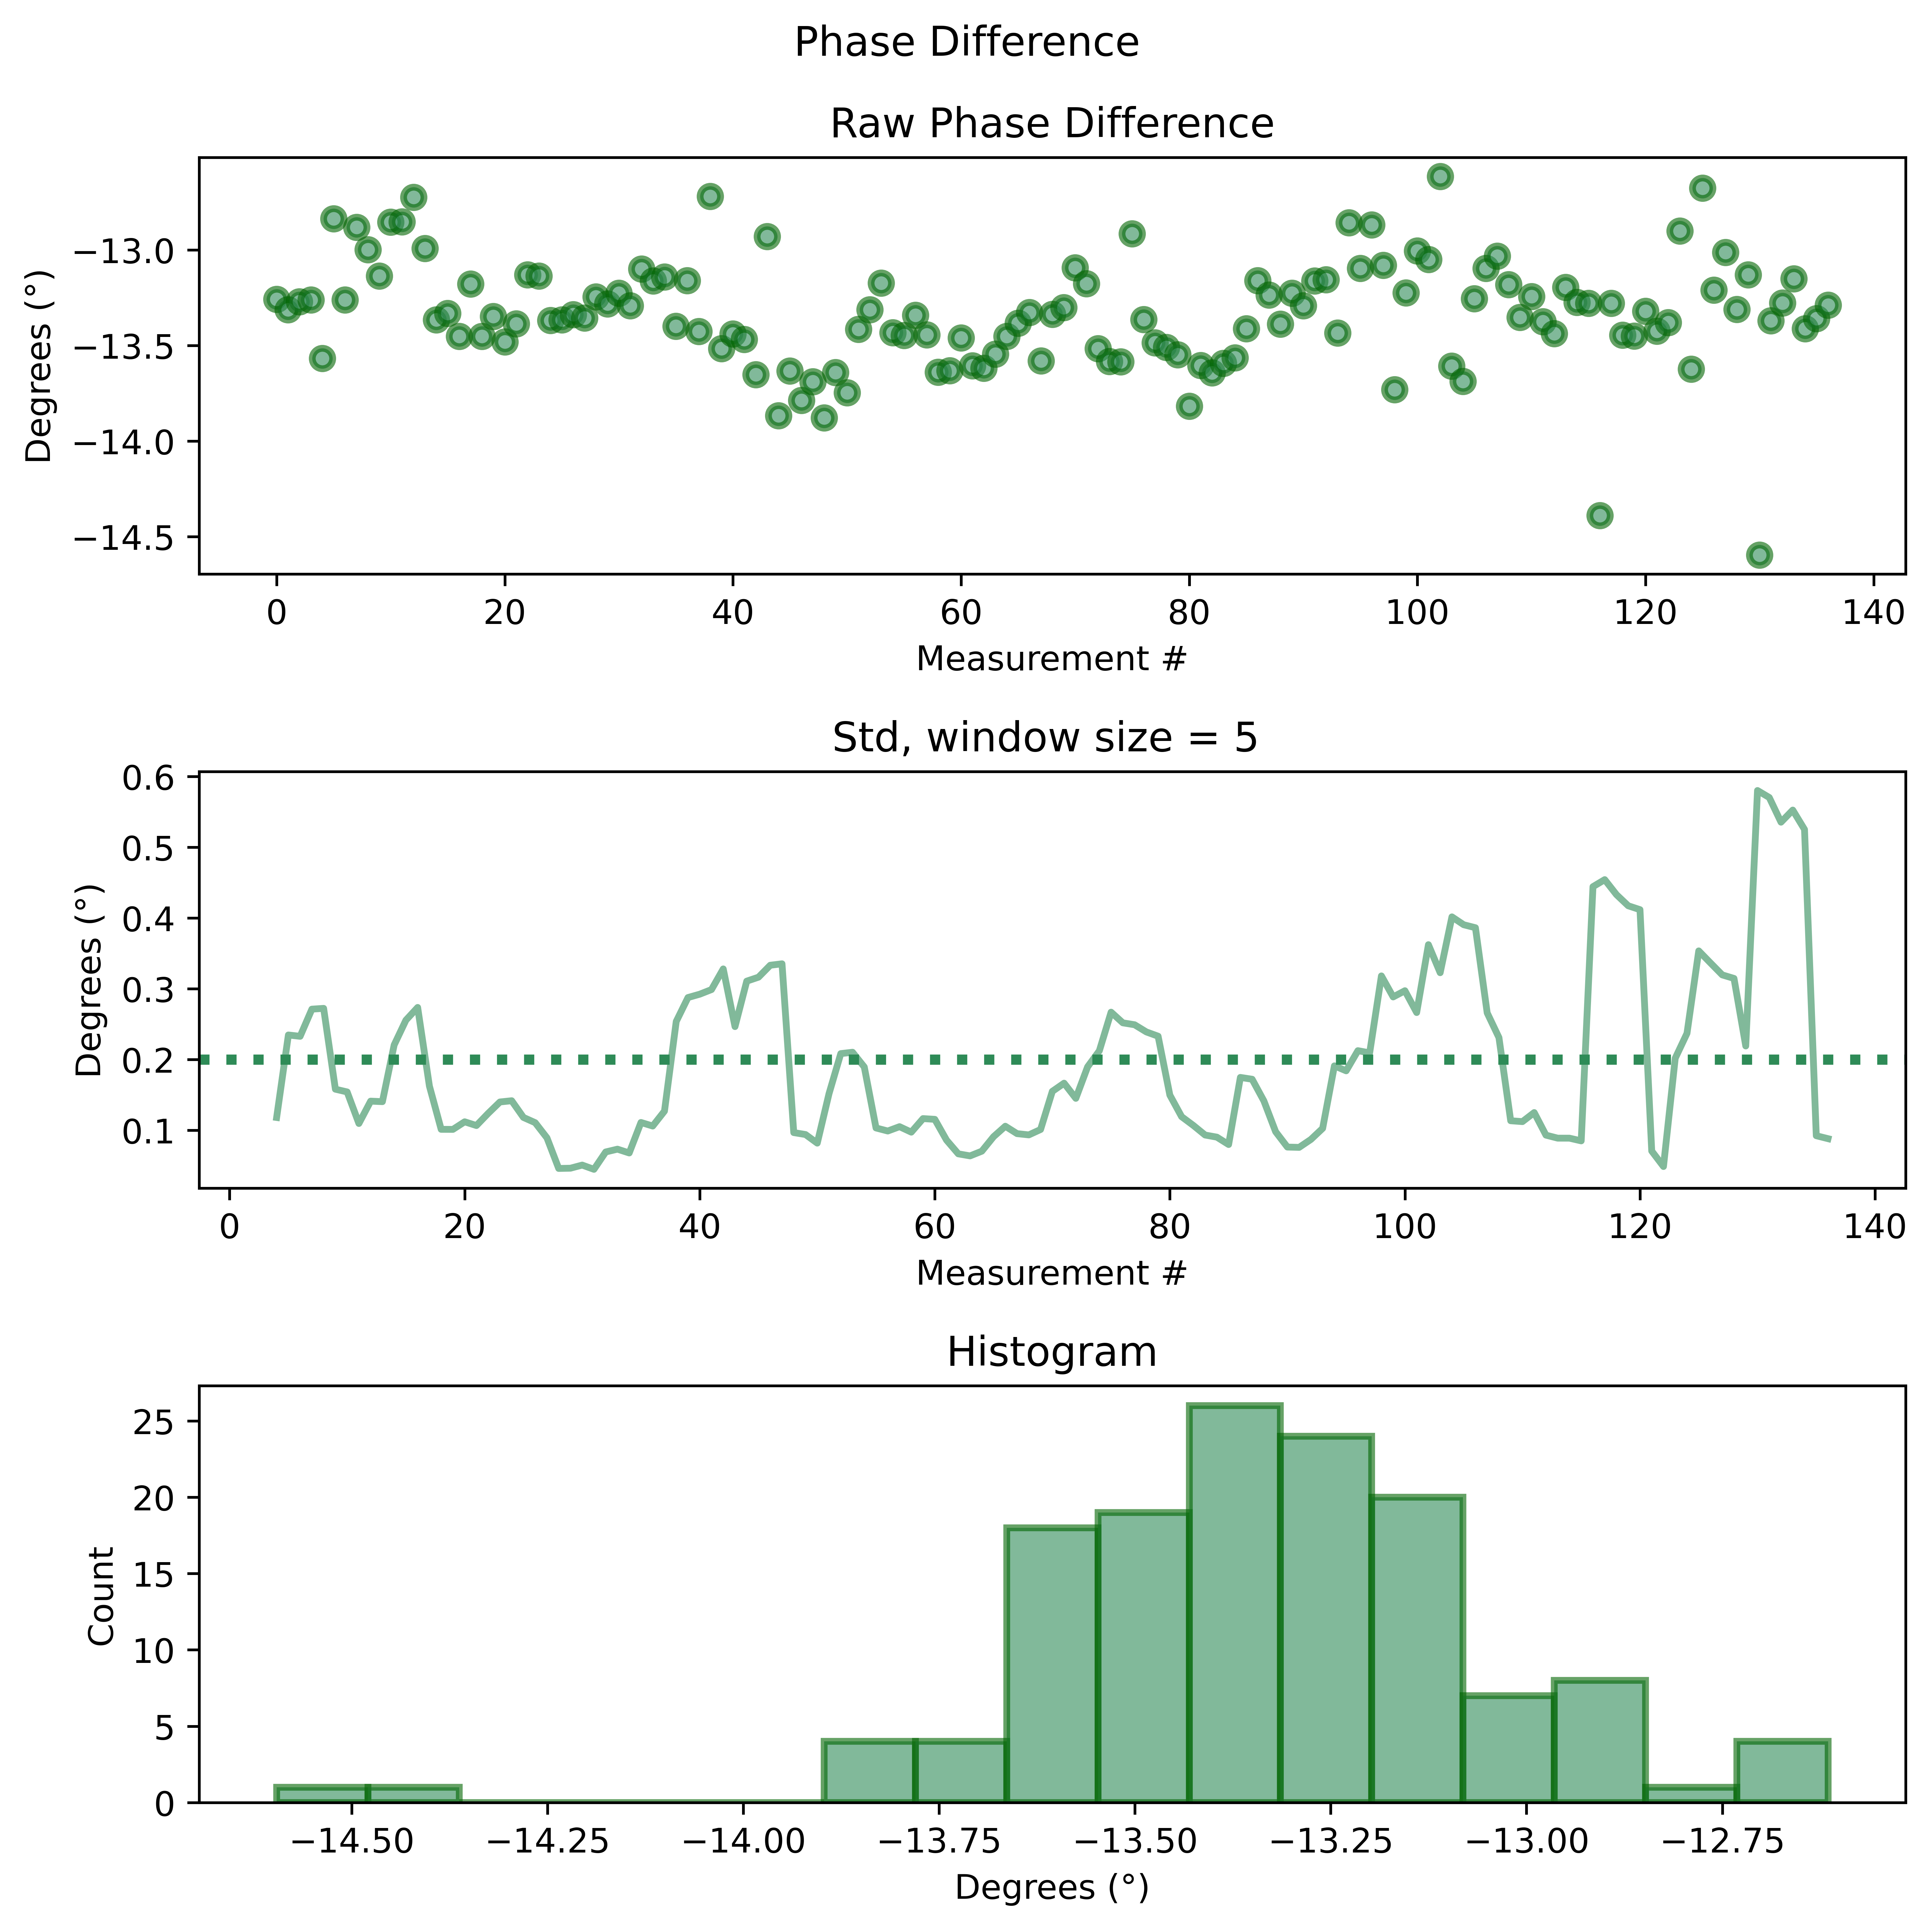 Phase Difference
Raw Phase Difference
Degrees (°)
−13.0
−13.5
−14.0
−14.5
0 20 40 60 80 100 120 140
Measurement #
Std, window size = 5
Degrees (°)
0.6
0.5
0.4
0.3
0.2
0.1
0 20 40 60 80 100 120 140
Measurement #
Histogram
Count
25
20
15
10
5
0
−14.50 −14.25 −14.00 −13.75 −13.50 −13.25 −13.00 −12.75
Degrees (°)